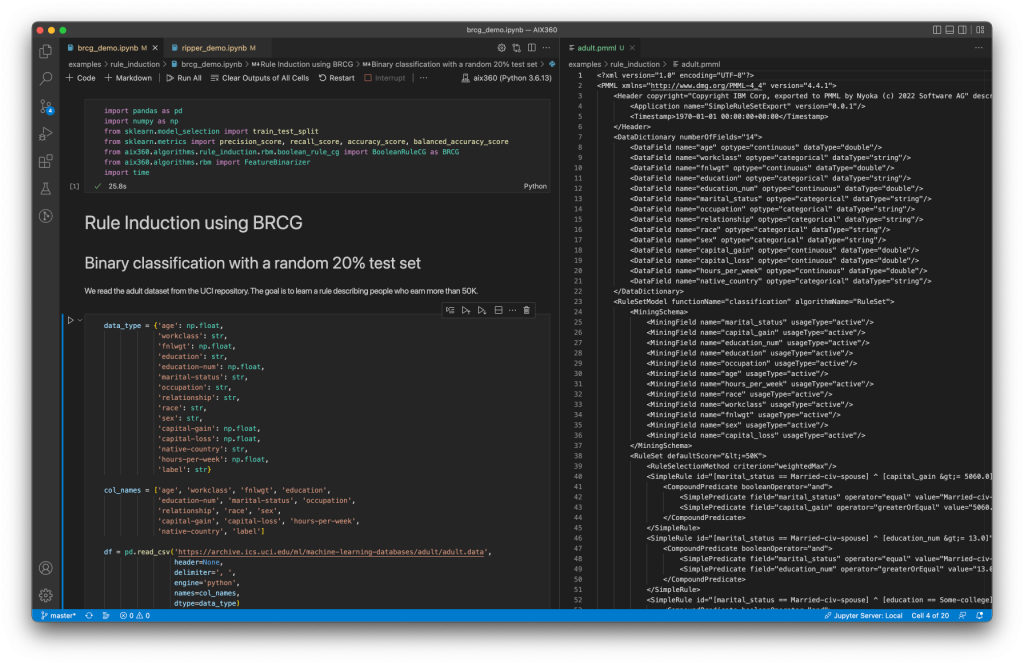 brcg_demo.ipynb — AIX360
brcg_demo.ipynb M
ripper_demo.ipynb M
examples > rule_induction > brcg_demo.ipynb > M↓Rule Induction using BRCG > M↓Binary classification with a random 20% test set >
+ Code + Markdown Run All Clear Outputs of All Cells Restart Interrupt ··· aix360 (Python 3.6.13)
import pandas as pd
import numpy as np
from sklearn.model_selection import train_test_split
from sklearn.metrics import precision_score, recall_score, accuracy_score, balanced_accuracy_score
from aix360.algorithms.rule_induction.rbm.boolean_rule_cg import BooleanRuleCG as BRCG
from aix360.algorithms.rbm import FeatureBinarizer
import time
[3] ✓ 25.8s Python
Rule Induction using BRCG
Binary classification with a random 20% test set
We read the adult dataset from the UCI repository. The goal is to learn a rule describing people who earn more than 50K.
data_type = {'age': np.float,
'workclass': str,
'fnlwgt': np.float,
'education': str,
'education-num': np.float,
'marital-status': str,
'occupation': str,
'relationship': str,
'race': str,
'sex': str,
'capital-gain': np.float,
'capital-loss': np.float,
'native-country': str,
'hours-per-week': np.float,
'label': str}
col_names = ['age', 'workclass', 'fnlwgt', 'education',
'education-num', 'marital-status', 'occupation',
'relationship', 'race', 'sex',
'capital-gain', 'capital-loss', 'hours-per-week',
'native-country', 'label']
df = pd.read_csv('https://archive.ics.uci.edu/ml/machine-learning-databases/adult/adult.data',
header=None,
delimiter=', ',
engine='python',
names=col_names,
dtype=data_type)
adult.pmml U
examples > rule_induction > adult.pmml
1 <?xml version="1.0" encoding="UTF-8"?>
2 <PMML xmlns="http://www.dmg.org/PMML-4_4" version="4.4.1">
3 <Header copyright="Copyright IBM Corp, exported to PMML by Nyoka (c) 2022 Software AG" descr
4 <Application name="SimpleRuleSetExport" version="0.0.1"/>
5 <Timestamp>1970-01-01 00:00:00+00:00</Timestamp>
6 </Header>
7 <DataDictionary numberOfFields="14">
8 <DataField name="age" optype="continuous" dataType="double"/>
9 <DataField name="workclass" optype="categorical" dataType="string"/>
10 <DataField name="fnlwgt" optype="continuous" dataType="double"/>
11 <DataField name="education" optype="categorical" dataType="string"/>
12 <DataField name="education_num" optype="continuous" dataType="double"/>
13 <DataField name="marital_status" optype="categorical" dataType="string"/>
14 <DataField name="occupation" optype="categorical" dataType="string"/>
15 <DataField name="relationship" optype="categorical" dataType="string"/>
16 <DataField name="race" optype="categorical" dataType="string"/>
17 <DataField name="sex" optype="categorical" dataType="string"/>
18 <DataField name="capital_gain" optype="continuous" dataType="double"/>
19 <DataField name="capital_loss" optype="continuous" dataType="double"/>
20 <DataField name="hours_per_week" optype="continuous" dataType="double"/>
21 <DataField name="native_country" optype="categorical" dataType="string"/>
22 </DataDictionary>
23 <RuleSetModel functionName="classification" algorithmName="RuleSet">
24 <MiningSchema>
25 <MiningField name="marital_status" usageType="active"/>
26 <MiningField name="capital_gain" usageType="active"/>
27 <MiningField name="education_num" usageType="active"/>
28 <MiningField name="education" usageType="active"/>
29 <MiningField name="occupation" usageType="active"/>
30 <MiningField name="age" usageType="active"/>
31 <MiningField name="hours_per_week" usageType="active"/>
32 <MiningField name="race" usageType="active"/>
33 <MiningField name="workclass" usageType="active"/>
34 <MiningField name="fnlwgt" usageType="active"/>
35 <MiningField name="sex" usageType="active"/>
36 <MiningField name="capital_loss" usageType="active"/>
37 </MiningSchema>
38 <RuleSet defaultScore="&lt;=50K">
39 <RuleSelectionMethod criterion="weightedMax"/>
40 <SimpleRule id="[marital_status == Married-civ-spouse] ^ [capital_gain &gt;= 5060.0]
41 <CompoundPredicate booleanOperator="and">
42 <SimplePredicate field="marital_status" operator="equal" value="Married-civ-
43 <SimplePredicate field="capital_gain" operator="greaterOrEqual" value="5060.
44 </CompoundPredicate>
45 </SimpleRule>
46 <SimpleRule id="[marital_status == Married-civ-spouse] ^ [education_num &gt;= 13.0]"
47 <CompoundPredicate booleanOperator="and">
48 <SimplePredicate field="marital_status" operator="equal" value="Married-civ-
49 <SimplePredicate field="education_num" operator="greaterOrEqual" value="13.0
50 </CompoundPredicate>
51 </SimpleRule>
52 <SimpleRule id="[marital_status == Married-civ-spouse] ^ [education == Some-college]
master* 0 0 Jupyter Server: Local Cell 4 of 20